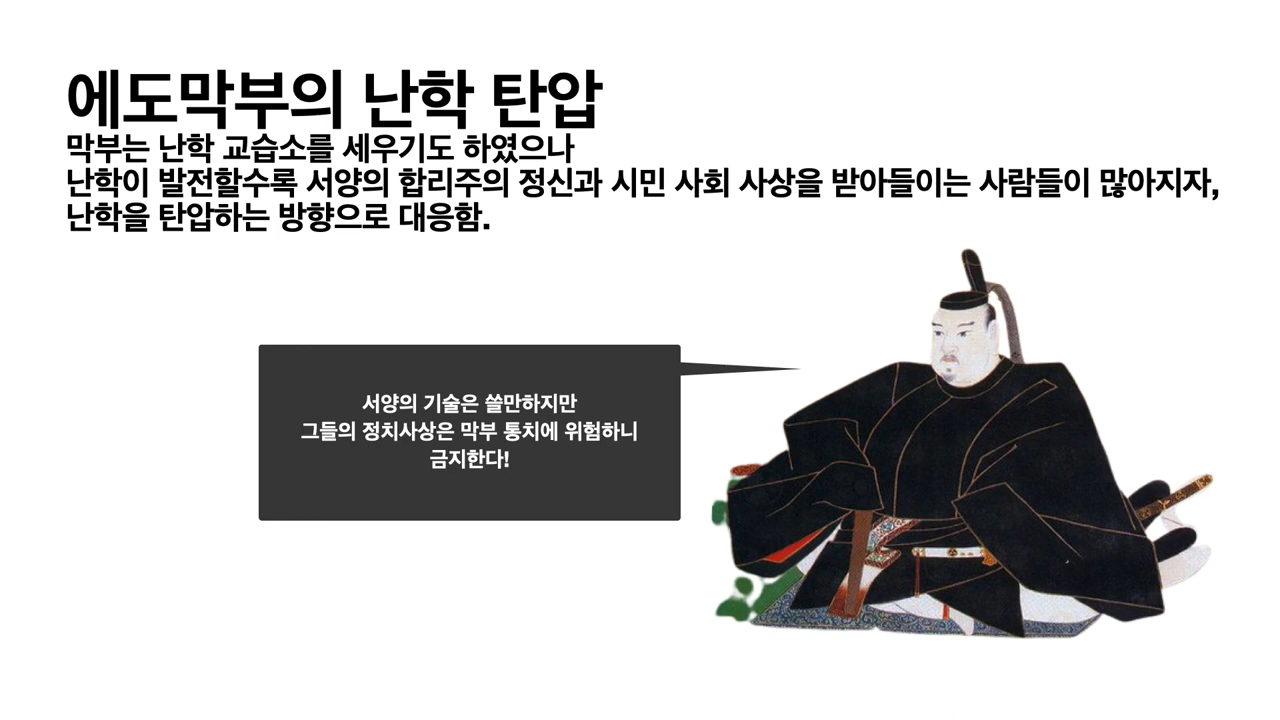 에도막부의 난학 탄압
막부는 난학 교습소를 세우기도 하였으나
난학이 발전할수록 서양의 합리주의 정신과 시민 사회 사상을 받아들이는 사람들이 많아지자,
난학을 탄압하는 방향으로 대응함.
서양의 기술은 쓸만하지만
그들의 정치사상은 막부 통치에 위험하니
금지한다!